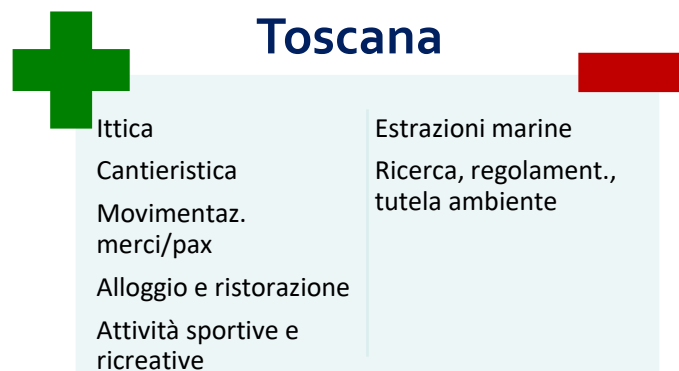 Toscana
Ittica
Cantieristica
Movimentaz.
merci/pax
Alloggio e ristorazione
Attività sportive e
ricreative
Estrazioni marine
Ricerca, regolament.,
tutela ambiente